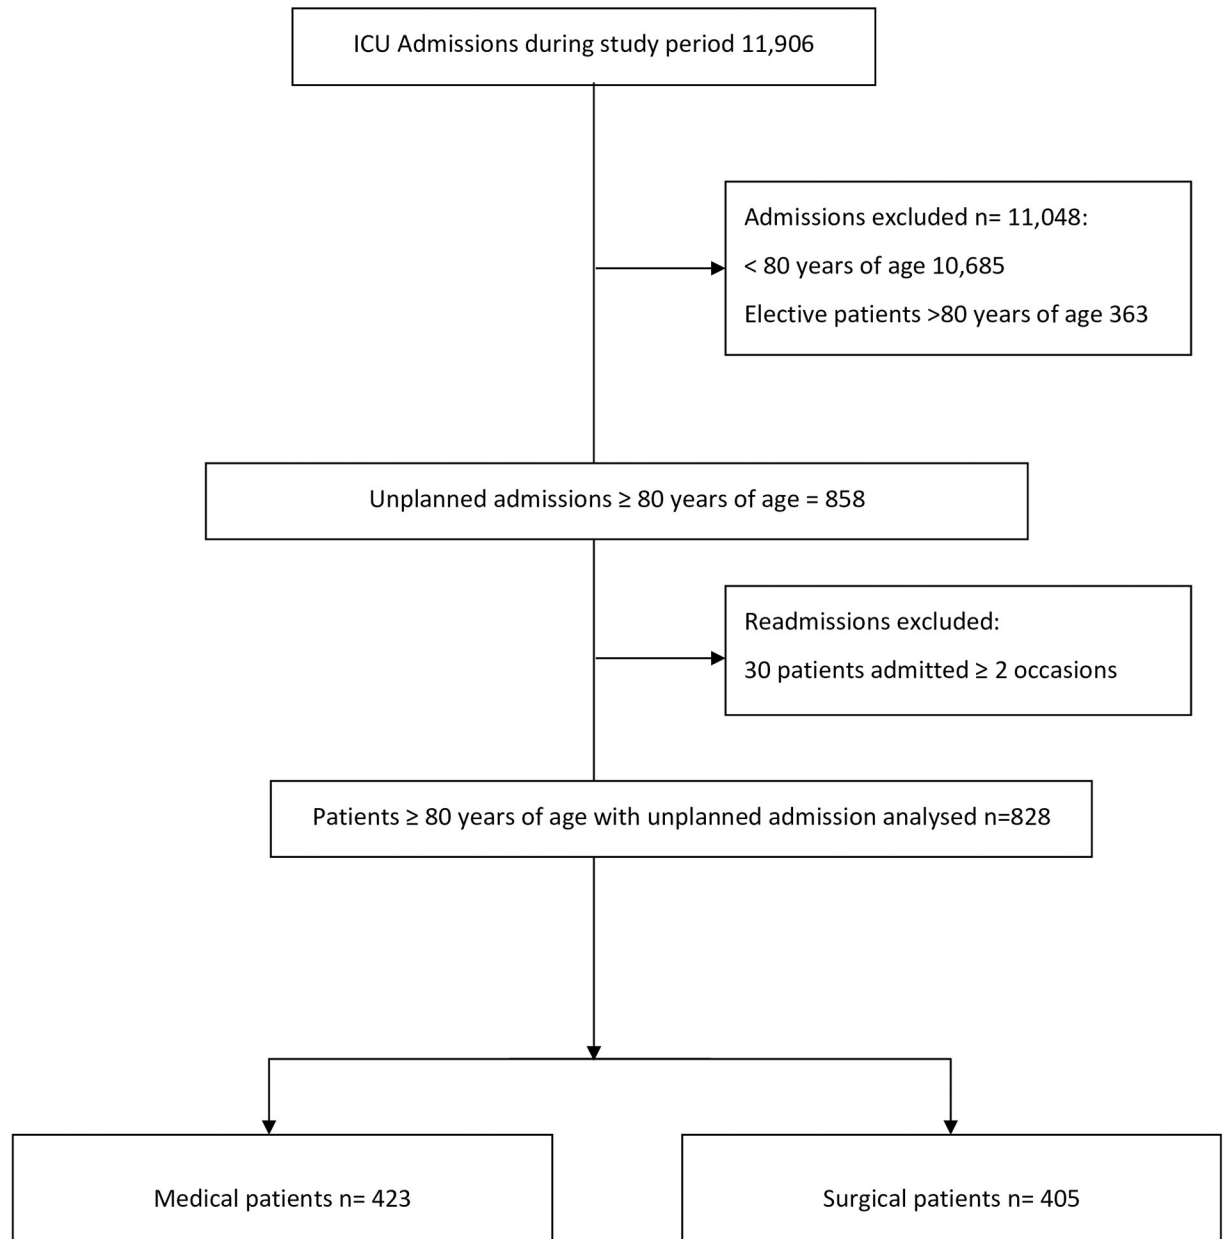 ICU Admissions during study period 11,906
Admissions excluded n= 11,048:
< 80 years of age 10,685
Elective patients >80 years of age 363
Unplanned admissions ≥ 80 years of age = 858
Readmissions excluded:
30 patients admitted ≥ 2 occasions
Patients ≥ 80 years of age with unplanned admission analysed n=828
Medical patients n= 423
Surgical patients n= 405